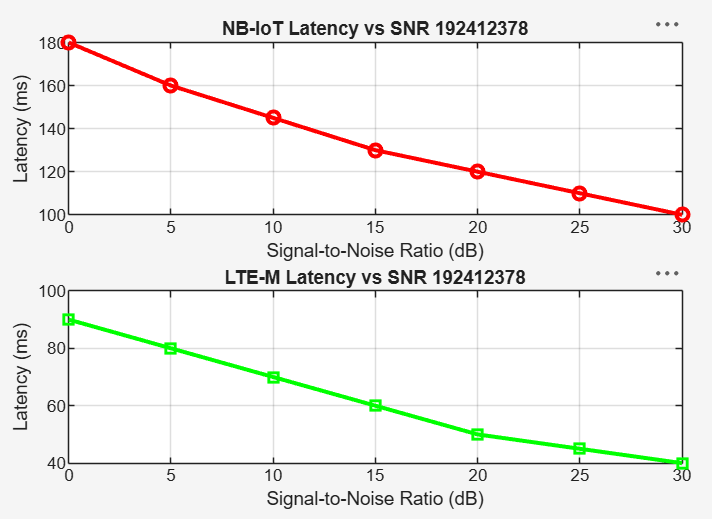 NB-IoT Latency vs SNR 192412378
Latency (ms)
180
160
140
120
100
0 5 10 15 20 25 30
Signal-to-Noise Ratio (dB)
LTE-M Latency vs SNR 192412378
Latency (ms)
100
80
60
40
0 5 10 15 20 25 30
Signal-to-Noise Ratio (dB)